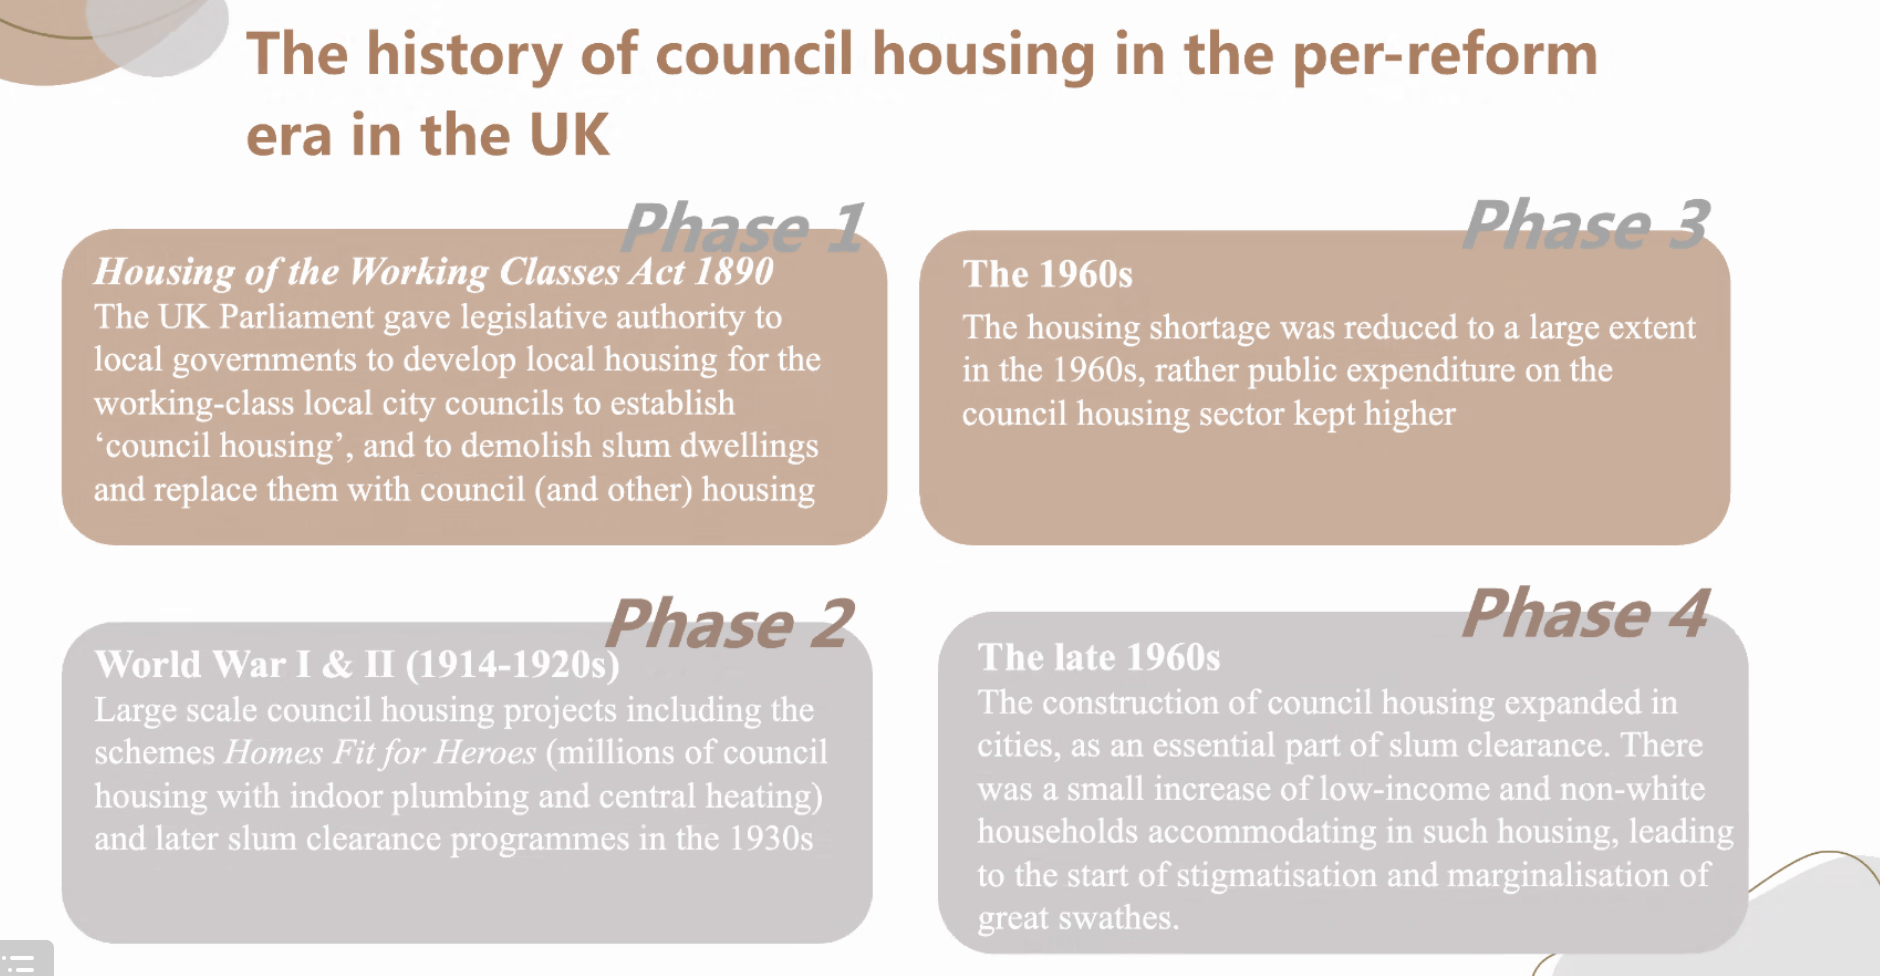 The history of council housing in the per-reform
era in the UK
Phase 1
Housing of the Working Classes Act 1890
The UK Parliament gave legislative authority to
local governments to develop local housing for the
working-class local city councils to establish
‘council housing’, and to demolish slum dwellings
and replace them with council (and other) housing
Phase 2
World War I & II (1914-1920s)
Large scale council housing projects including the
schemes Homes Fit for Heroes (millions of council
housing with indoor plumbing and central heating)
and later slum clearance programmes in the 1930s
Phase 3
The 1960s
The housing shortage was reduced to a large extent
in the 1960s, rather public expenditure on the
council housing sector kept higher
Phase 4
The late 1960s
The construction of council housing expanded in
cities, as an essential part of slum clearance. There
was a small increase of low-income and non-white
households accommodating in such housing, leading
to the start of stigmatisation and marginalisation of
great swathes.